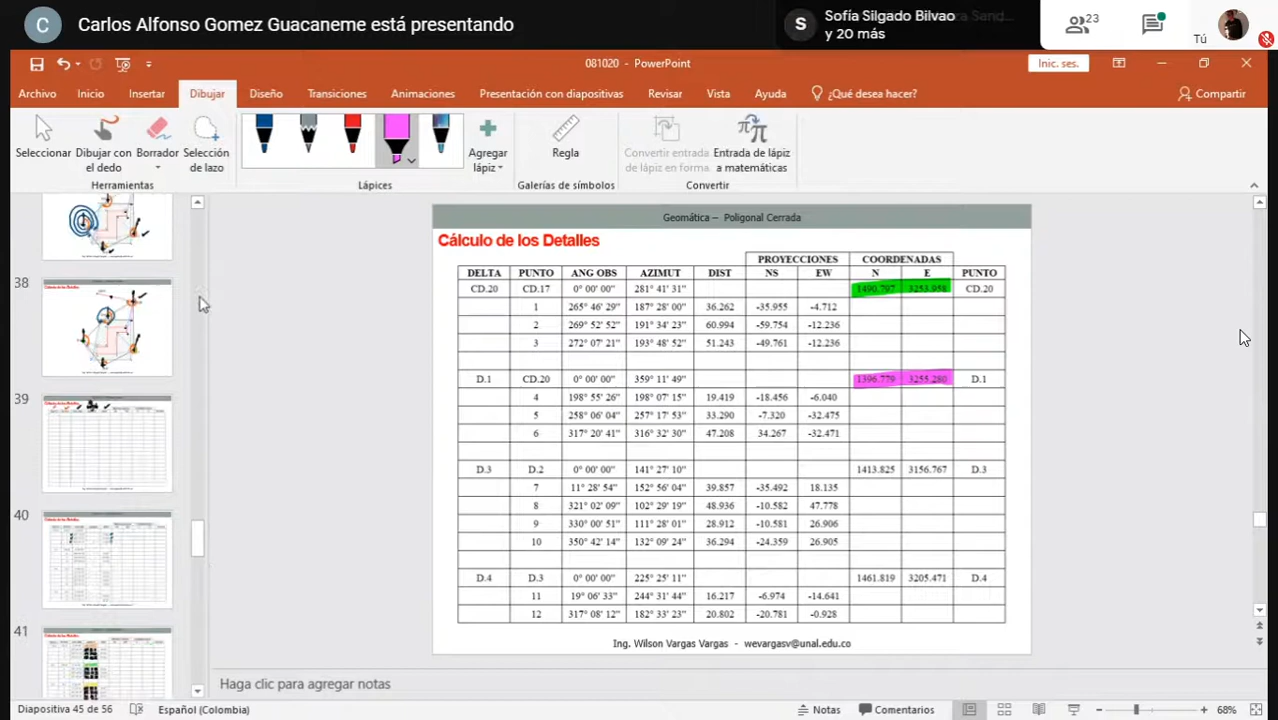 C Carlos Alfonso Gomez Guacaneme está presentando
S Sofía Silgado Bilvao
y 20 más
23
Tú
081020 - PowerPoint
Inic. ses.
Archivo Inicio Insertar Dibujar Diseño Transiciones Animaciones Presentación con diapositivas Revisar Vista Ayuda ¿Qué desea hacer? Compartir
Seleccionar Dibujar con el dedo Borrador Selección de lazo
Agregar lápiz
Regla
Convertir entrada de lápiz en forma Entrada de lápiz a matemáticas
Herramientas Lápices Galerías de símbolos Convertir
38
39
40
41
Geomática – Poligonal Cerrada
Cálculo de los Detalles
PROYECCIONES COORDENADAS
DELTA PUNTO ANG OBS AZIMUT DIST NS EW N E PUNTO
CD.20 CD.17 0° 00' 00" 281° 41' 31" 1490.797 3253.958 CD.20
1 265° 46' 29" 187° 28' 00" 36.262 -35.955 -4.712
2 269° 52' 52" 191° 34' 23" 60.994 -59.754 -12.236
3 272° 07' 21" 193° 48' 52" 51.243 -49.761 -12.236
D.1 CD.20 0° 00' 00" 359° 11' 49" 1396.779 3255.280 D.1
4 198° 55' 26" 198° 07' 15" 19.419 -18.456 -6.040
5 258° 06' 04" 257° 17' 53" 33.290 -7.320 -32.475
6 317° 20' 41" 316° 32' 30" 47.208 34.267 -32.471
D.3 D.2 0° 00' 00" 141° 27' 10" 1413.825 3156.767 D.3
7 11° 28' 54" 152° 56' 04" 39.857 -35.492 18.135
8 321° 02' 09" 102° 29' 19" 48.936 -10.582 47.778
9 330° 00' 51" 111° 28' 01" 28.912 -10.581 26.906
10 350° 42' 14" 132° 09' 24" 36.294 -24.359 26.905
D.4 D.3 0° 00' 00" 225° 25' 11" 1461.819 3205.471 D.4
11 19° 06' 33" 244° 31' 44" 16.217 -6.974 -14.641
12 317° 08' 12" 182° 33' 23" 20.802 -20.781 -0.928
Ing. Wilson Vargas Vargas - wevargasv@unal.edu.co
Haga clic para agregar notas
Diapositiva 45 de 56 Español (Colombia) Notas Comentarios 68%